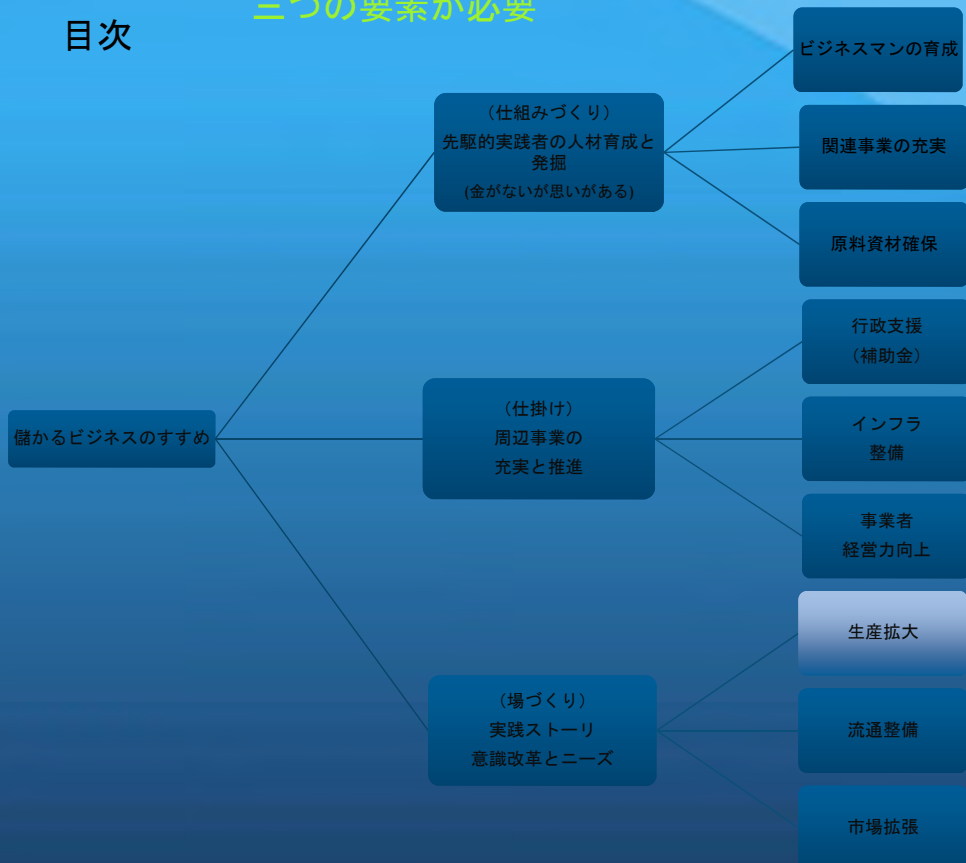 三つの要素が必要
目次
儲かるビジネスのすすめ
（仕組みづくり）
先駆的実践者の人材育成と
発掘
(金がないが思いがある)
ビジネスマンの育成
関連事業の充実
原料資材確保
（仕掛け）
周辺事業の
充実と推進
行政支援
（補助金）
インフラ
整備
事業者
経営力向上
（場づくり）
実践ストーリ
意識改革とニーズ
生産拡大
流通整備
市場拡張